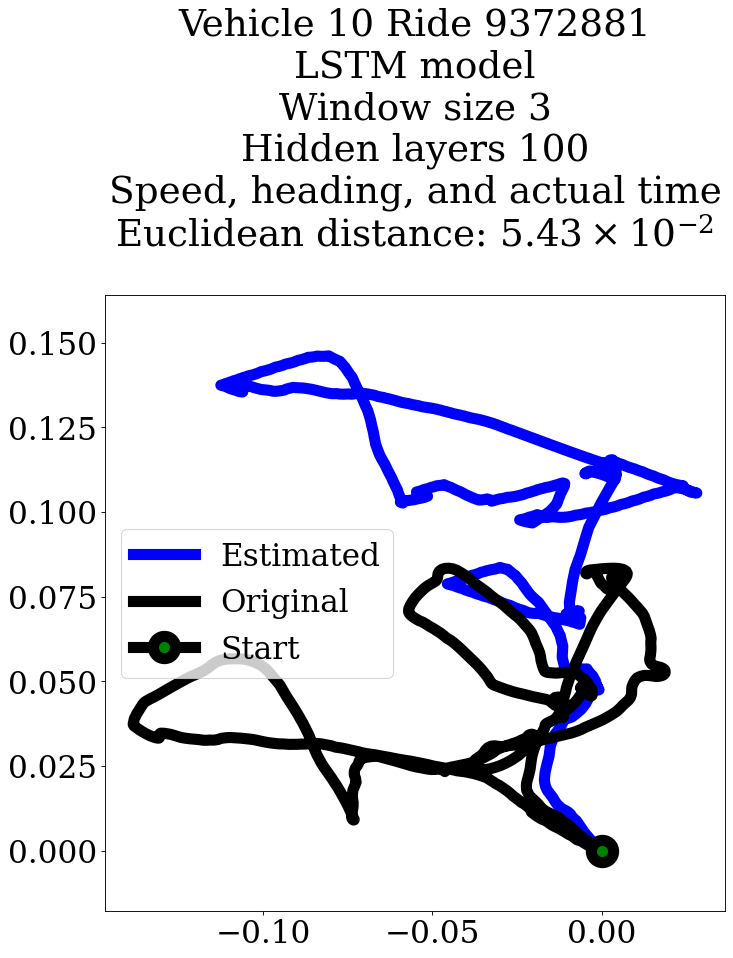 Vehicle 10 Ride 9372881
LSTM model
Window size 3
Hidden layers 100
Speed, heading, and actual time
Euclidean distance: 5.43 × 10⁻²
0.150
0.125
0.100
0.075
0.050
0.025
0.000
Estimated
Original
Start
−0.10 −0.05 0.00